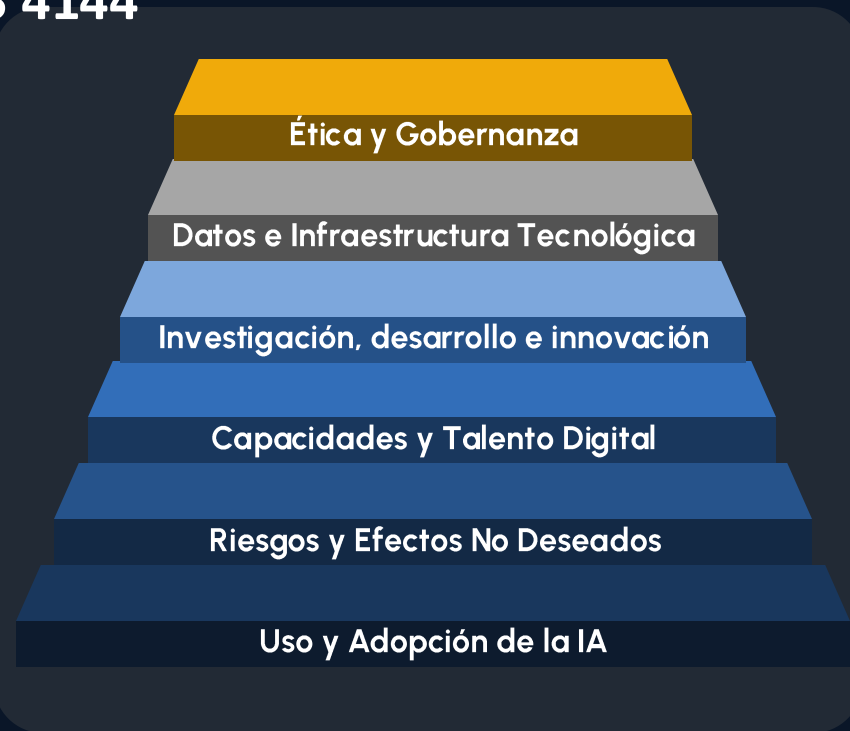 4144
Ética y Gobernanza
Datos e Infraestructura Tecnológica
Investigación, desarrollo e innovación
Capacidades y Talento Digital
Riesgos y Efectos No Deseados
Uso y Adopción de la IA